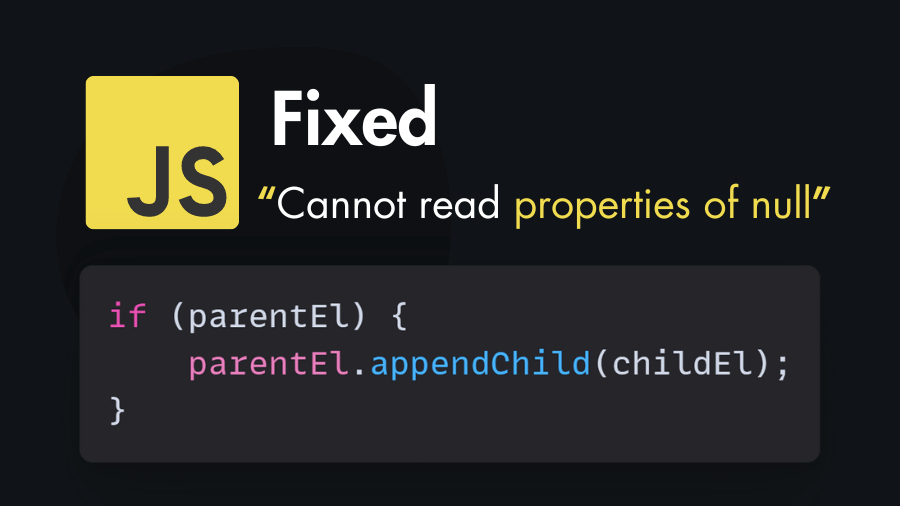 JS
Fixed
“Cannot read properties of null”
if (parentEl) {
    parentEl.appendChild(childEl);
}